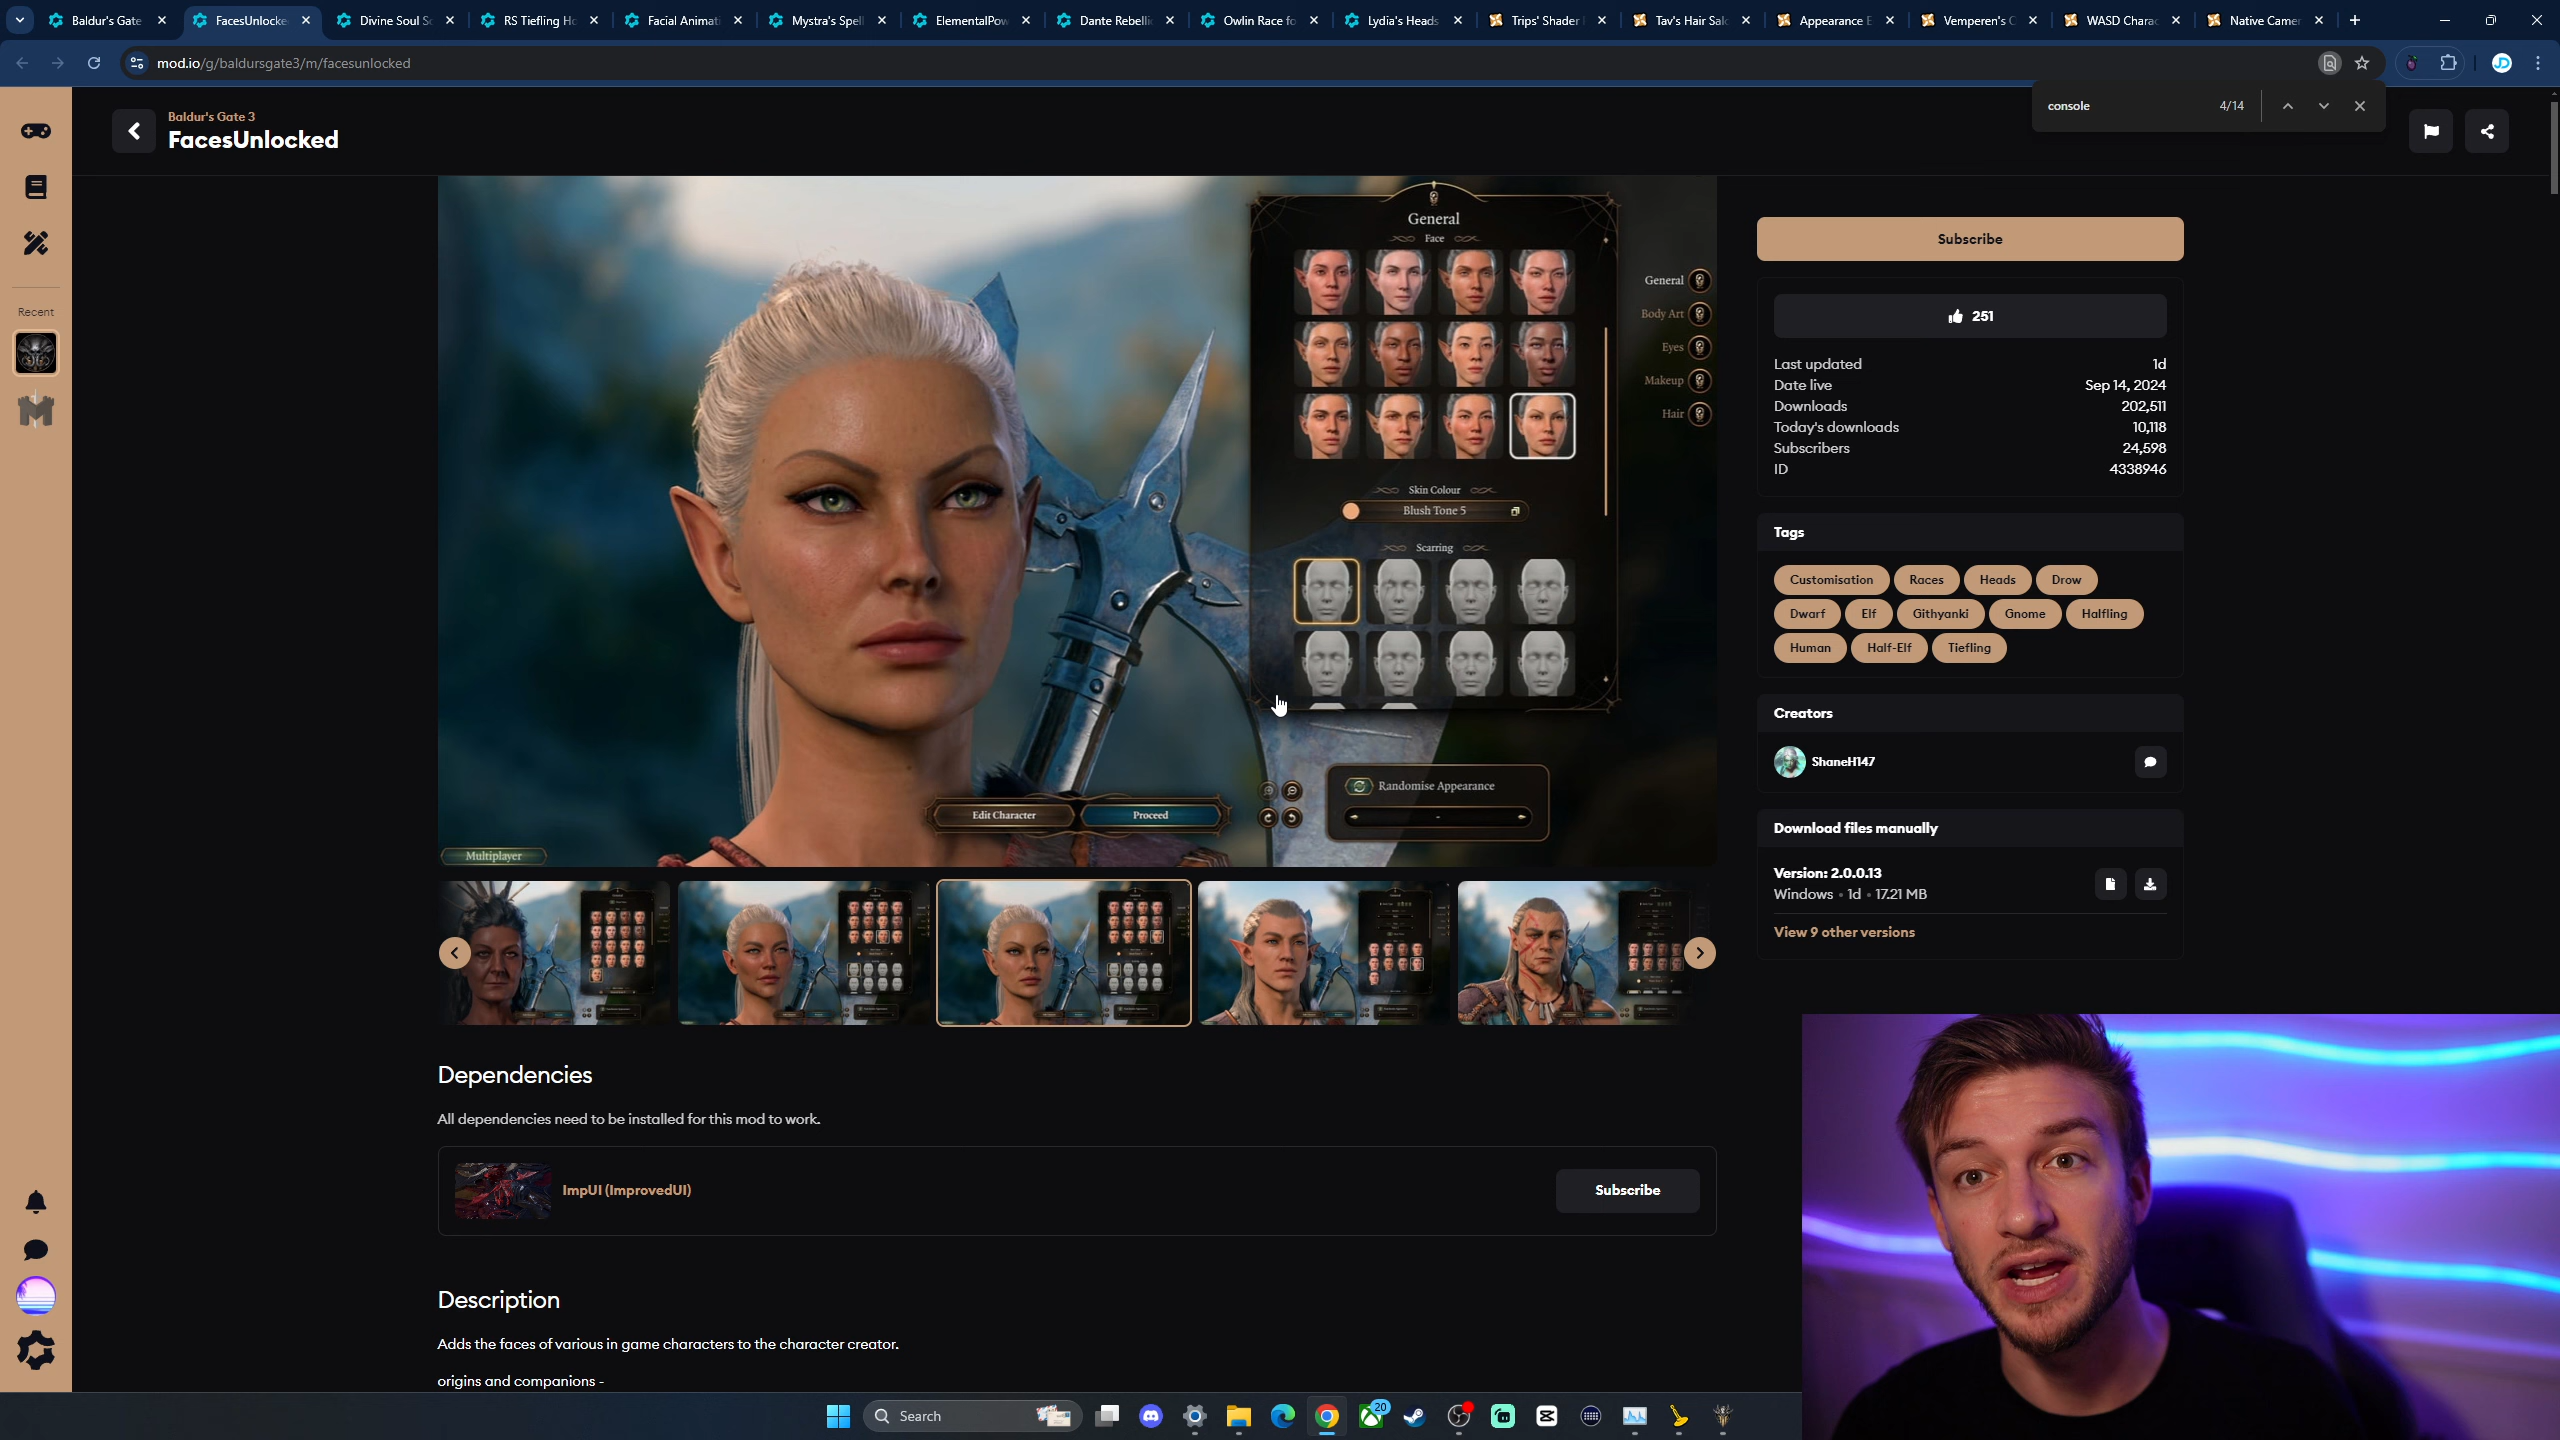 Baldur's Gate
FacesUnlocke
Divine Soul S
RS Tiefling Ho
Facial Animati
Mystra's Spell
ElementalPow
Dante Rebelli
Owlin Race fo
Lydia's Heads
Trips' Shader
Tav's Hair Sal
Appearance E
Vemperen's C
WASD Charac
Native Camer
mod.io/g/baldursgate3/m/facesunlocked
console
4/14
Baldur's Gate 3
FacesUnlocked
Recent
General
Face
General
Body Art
Eyes
Makeup
Hair
Skin Colour
Blush Tone 5
Scarring
Randomise Appearance
-
Edit Character
Proceed
Multiplayer
Subscribe
251
Last updated 1d
Date live Sep 14, 2024
Downloads 202,511
Today's downloads 10,118
Subscribers 24,598
ID 4338946
Tags
Customisation Races Heads Drow
Dwarf Elf Githyanki Gnome Halfling
Human Half-Elf Tiefling
Creators
ShaneH147
Download files manually
Version: 2.0.0.13
Windows • 1d • 17.21 MB
View 9 other versions
Dependencies
All dependencies need to be installed for this mod to work.
ImpUI (ImprovedUI)
Subscribe
Description
Adds the faces of various in game characters to the character creator.
origins and companions -
Search
20